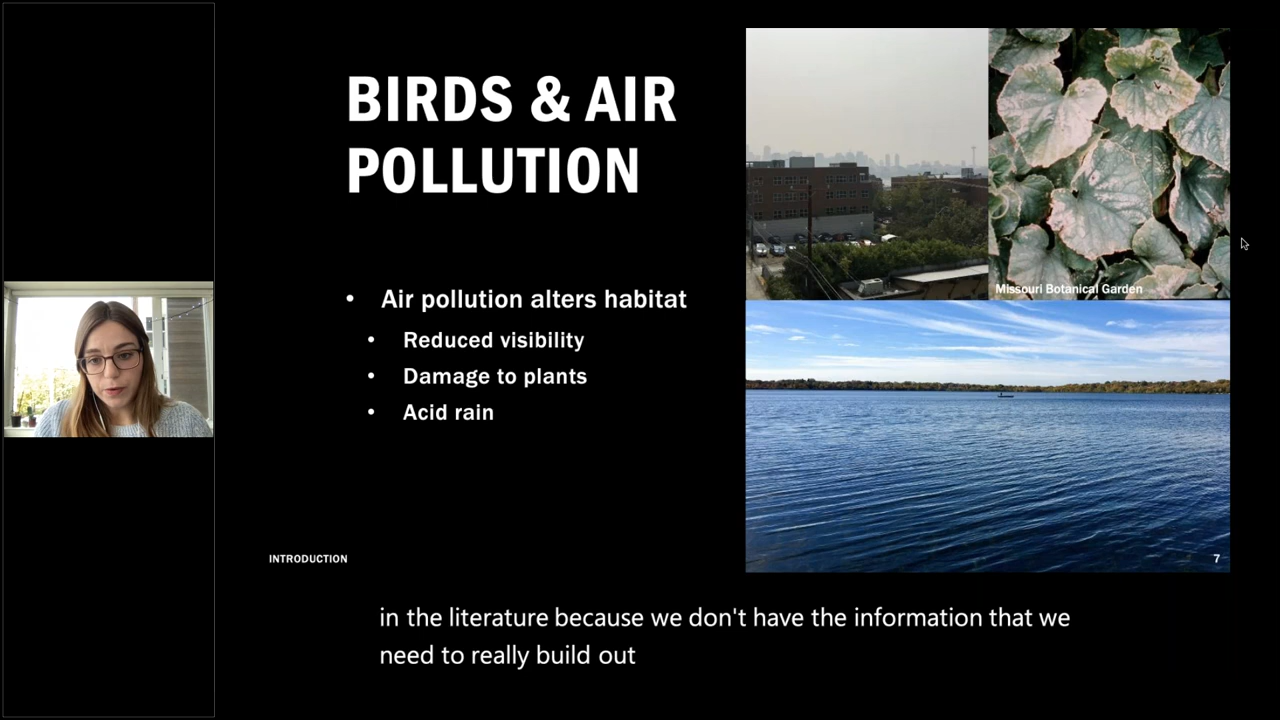 BIRDS & AIR
POLLUTION
• Air pollution alters habitat
• Reduced visibility
• Damage to plants
• Acid rain
Missouri Botanical Garden
INTRODUCTION
7
in the literature because we don't have the information that we
need to really build out